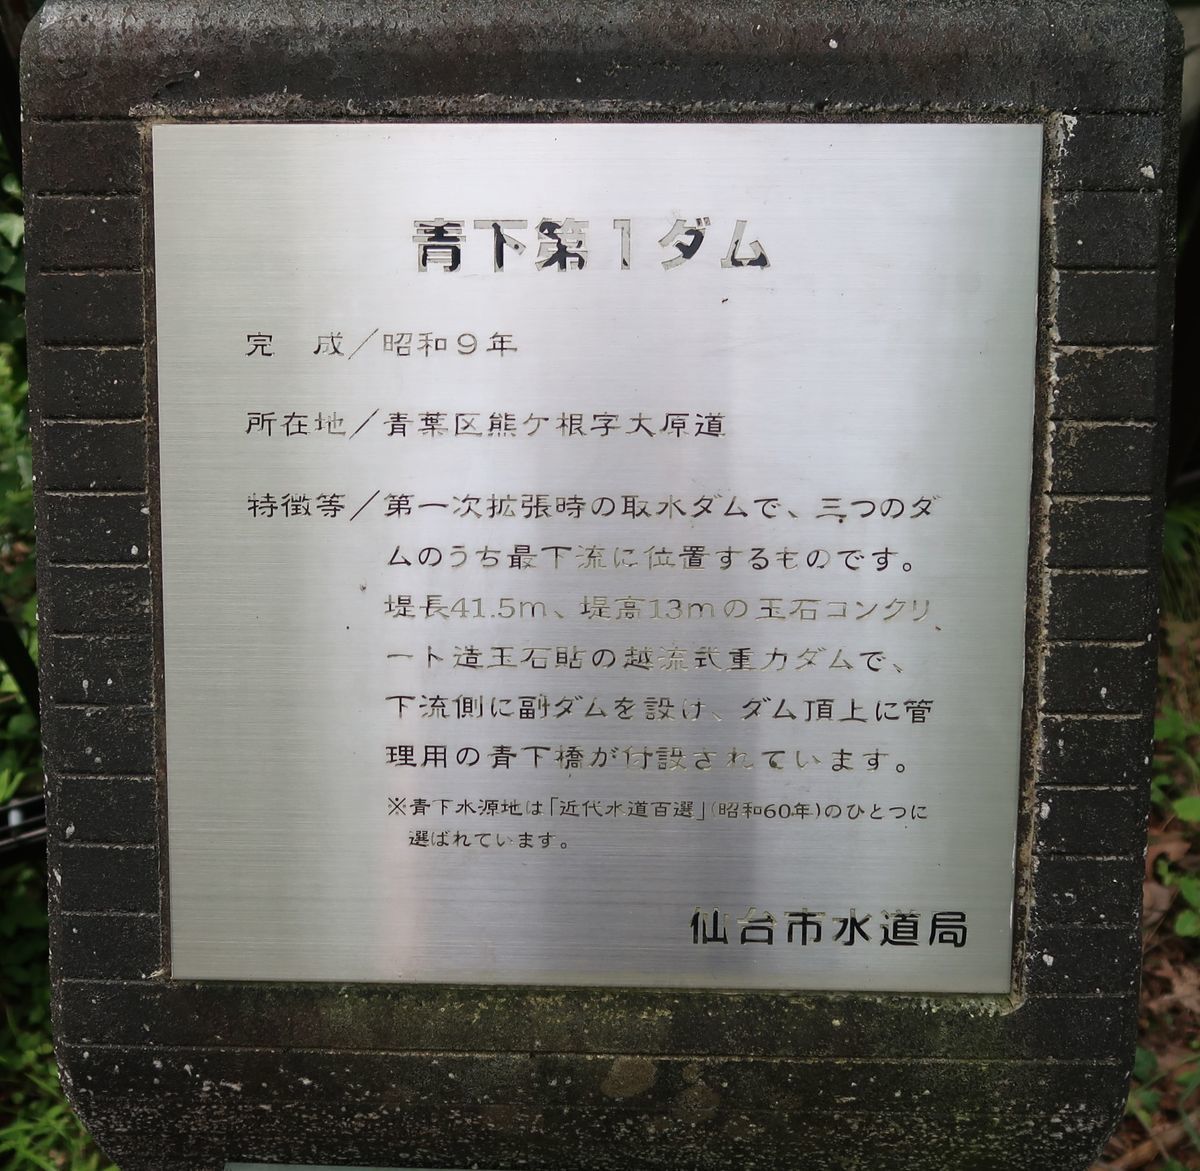 青下第1ダム
完　成／昭和9年
所在地／青葉区熊ケ根字大原道
特徴等／第一次拡張時の取水ダムで、三つのダ
ムのうち最下流に位置するものです。
堤長41.5m、堤高13mの玉石コンクリ
ート造玉石貼の越流式重力ダムで、
下流側に副ダムを設け、ダム頂上に管
理用の青下橋が付設されています。
※青下水源地は「近代水道百選」(昭和60年)のひとつに
選ばれています。
仙台市水道局